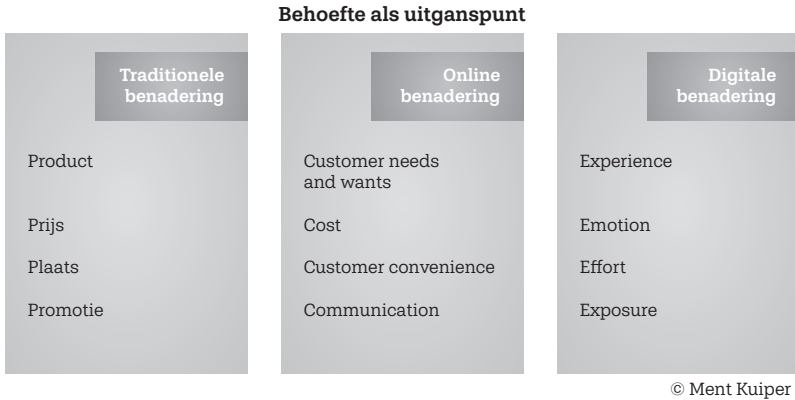 Behoefte als uitganspunt
Traditionele
benadering
Product
Prijs
Plaats
Promotie
Online
benadering
Customer needs
and wants
Cost
Customer convenience
Communication
Digitale
benadering
Experience
Emotion
Effort
Exposure
© Ment Kuiper